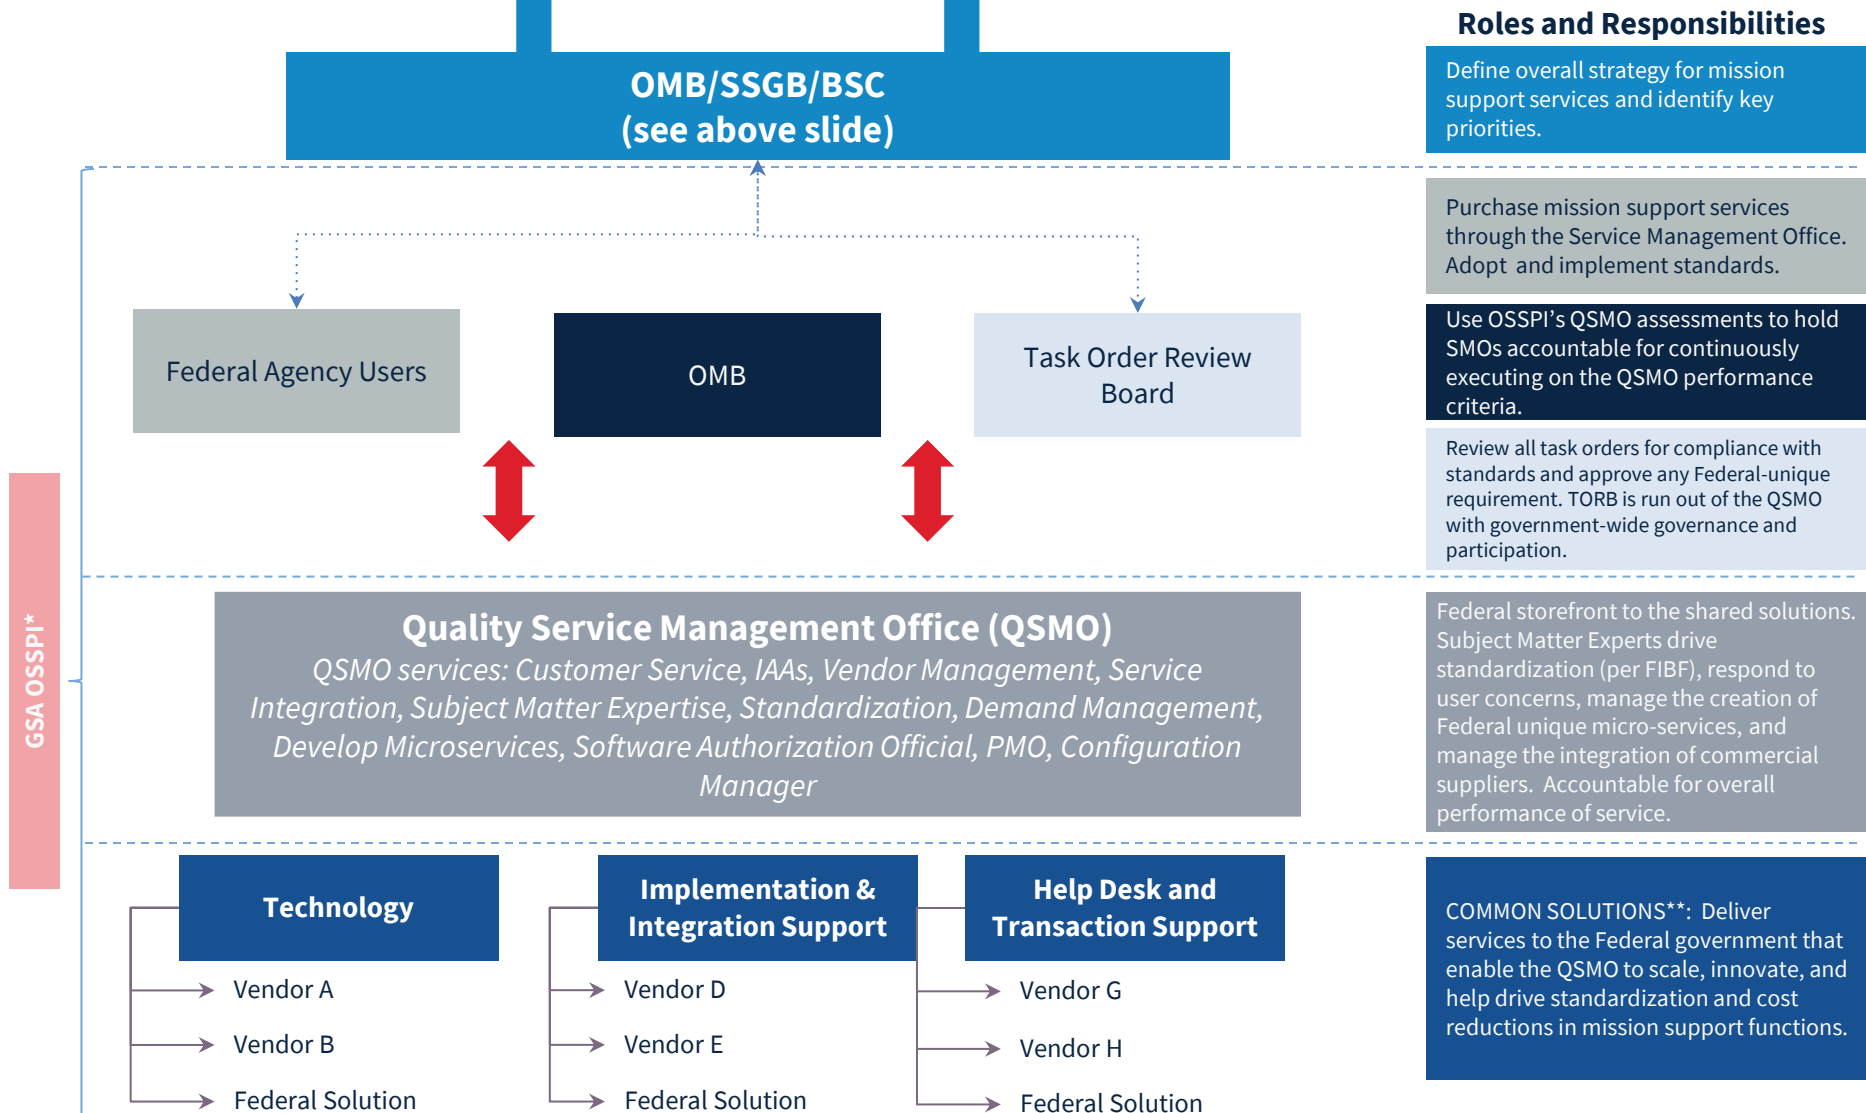 Roles and Responsibilities
OMB/SSGB/BSC
(see above slide)
Define overall strategy for mission
support services and identify key
priorities.
Purchase mission support services
through the Service Management Office.
Adopt and implement standards.
Federal Agency Users
OMB
Task Order Review
Board
Use OSSPI’s QSMO assessments to hold
SMOs accountable for continuously
executing on the QSMO performance
criteria.
Review all task orders for compliance with
standards and approve any Federal-unique
requirement. TORB is run out of the QSMO
with government-wide governance and
participation.
GSA OSSPI*
Quality Service Management Office (QSMO)
QSMO services: Customer Service, IAAs, Vendor Management, Service
Integration, Subject Matter Expertise, Standardization, Demand Management,
Develop Microservices, Software Authorization Official, PMO, Configuration
Manager
Federal storefront to the shared solutions.
Subject Matter Experts drive
standardization (per FIBF), respond to
user concerns, manage the creation of
Federal unique micro-services, and
manage the integration of commercial
suppliers.  Accountable for overall
performance of service.
Technology
Vendor A
Vendor B
Federal Solution
Implementation &
Integration Support
Vendor D
Vendor E
Federal Solution
Help Desk and
Transaction Support
Vendor G
Vendor H
Federal Solution
COMMON SOLUTIONS**:  Deliver
services to the Federal government that
enable the QSMO to scale, innovate, and
help drive standardization and cost
reductions in mission support functions.